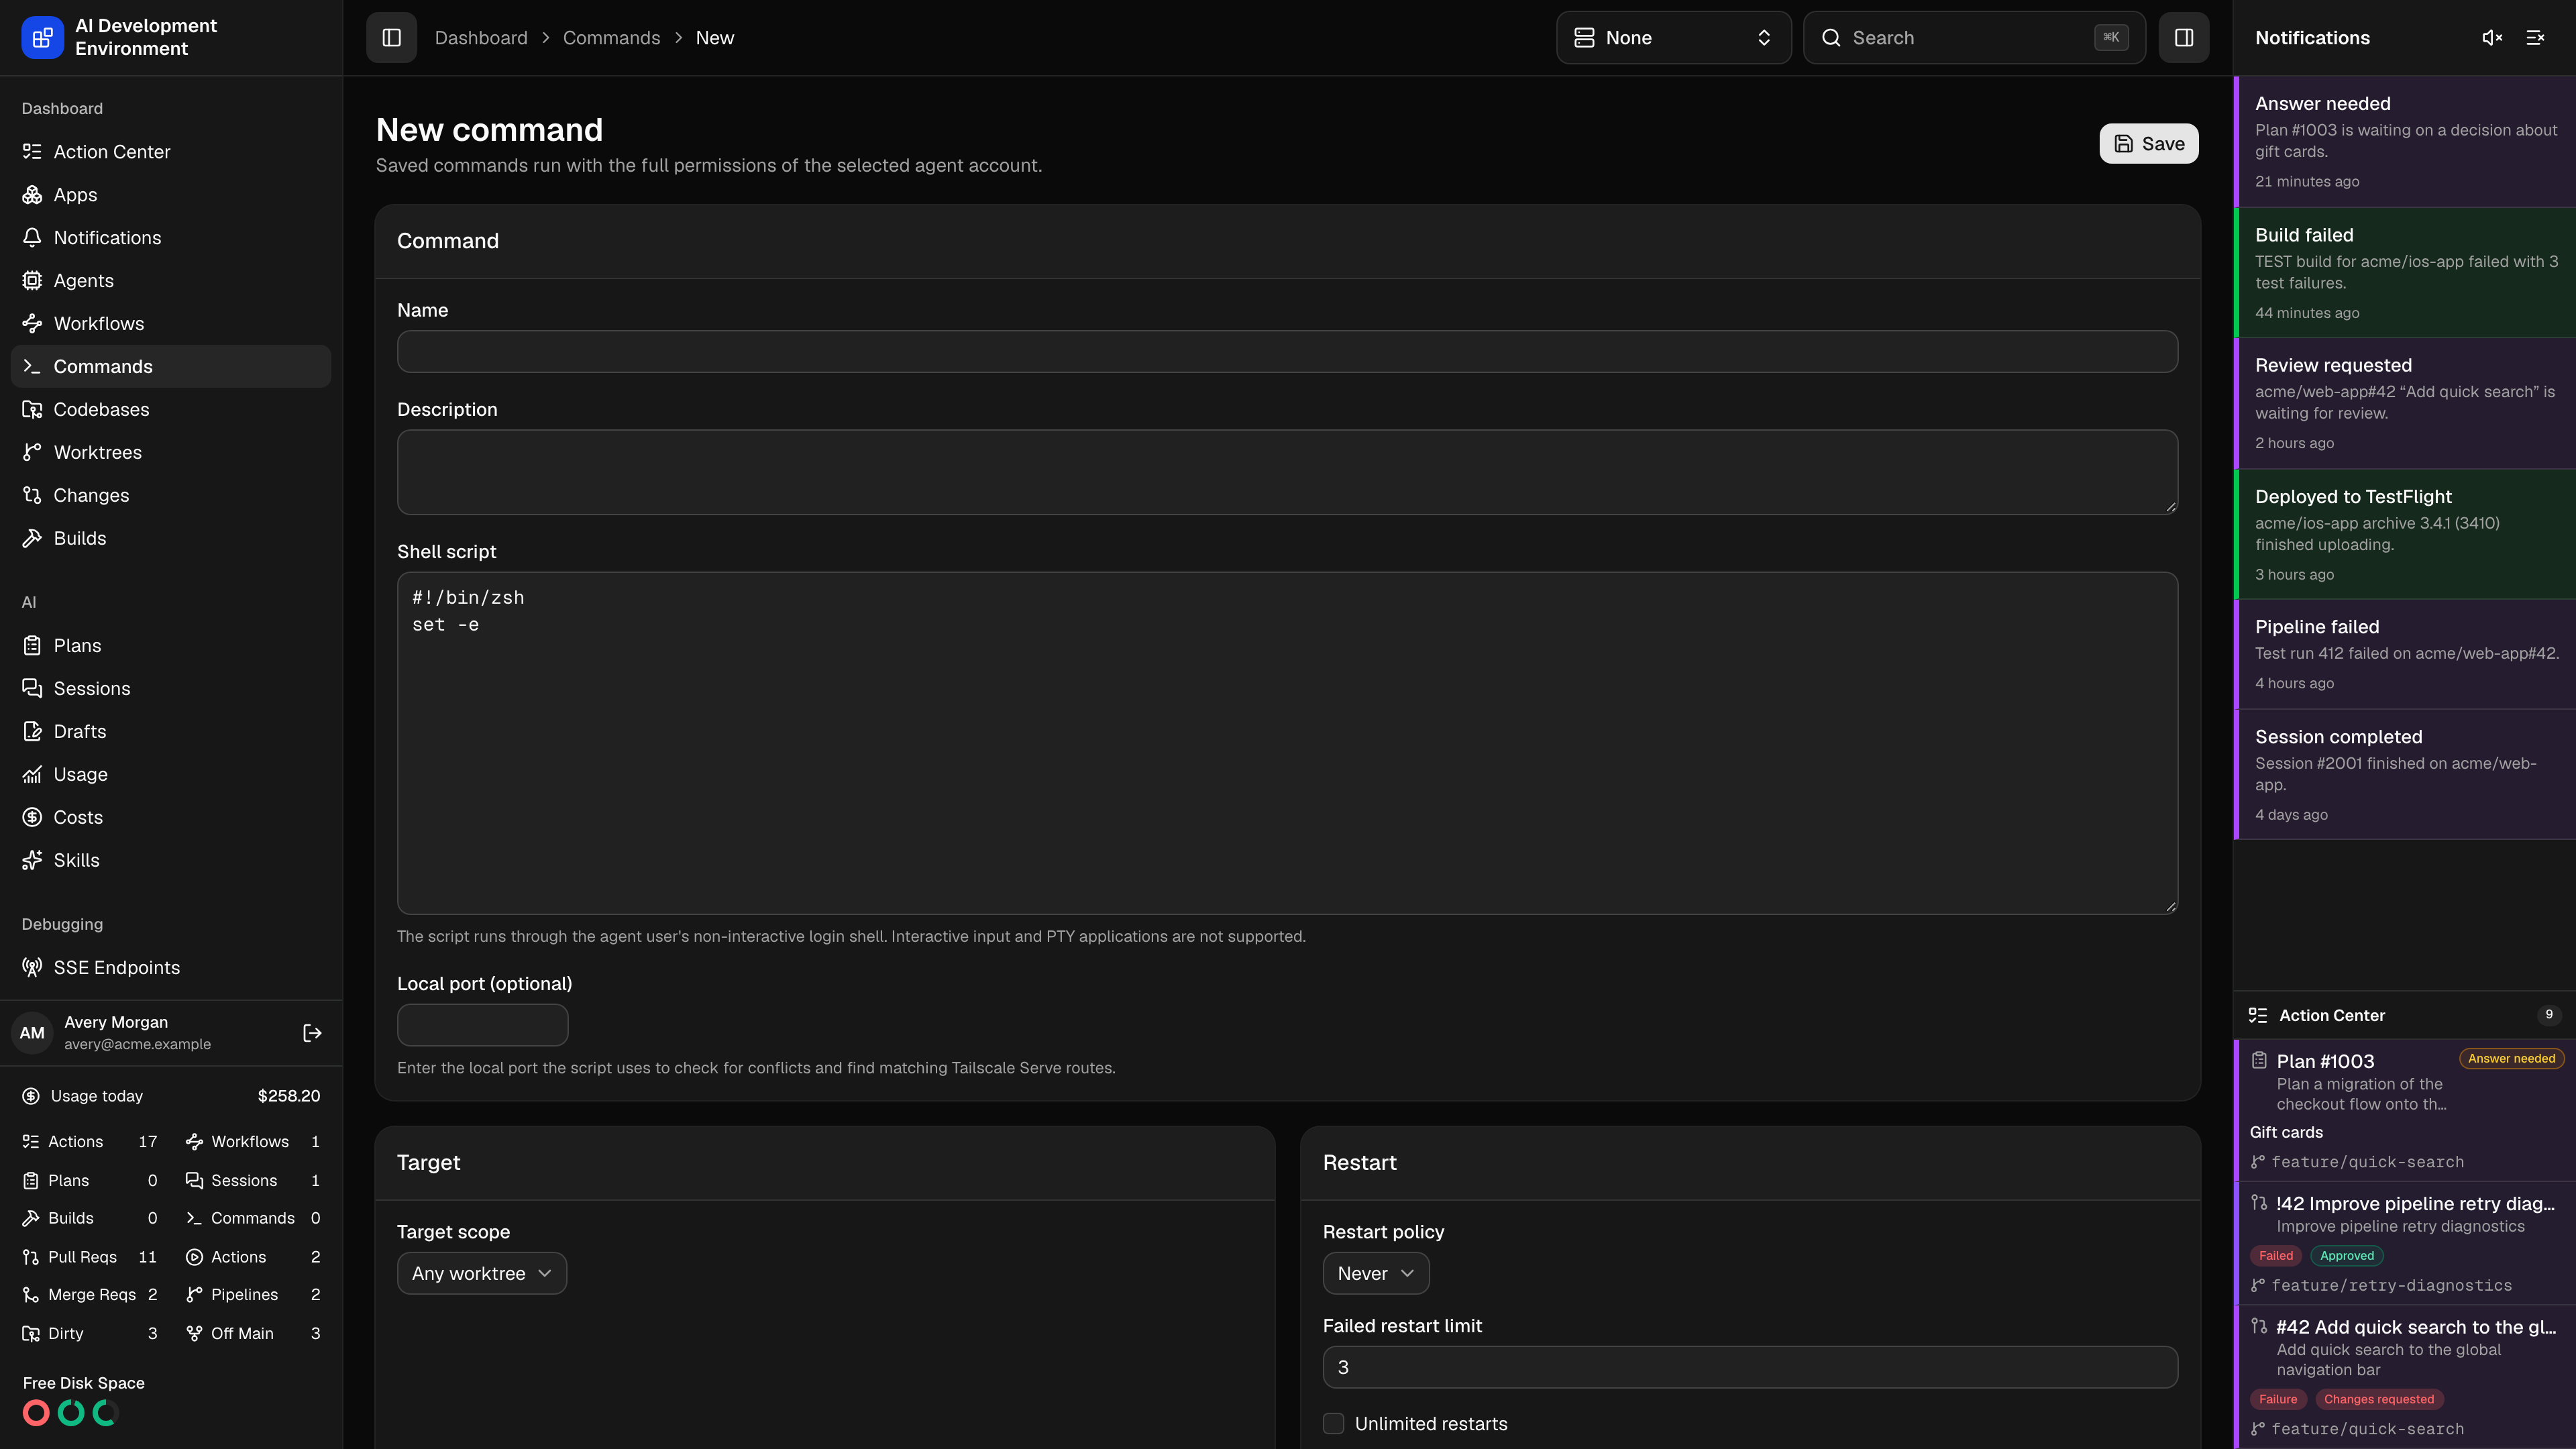 AI Development
Environment
Dashboard
Action Center
Apps
Notifications
Agents
Workflows
Commands
Codebases
Worktrees
Changes
Builds
AI
Plans
Sessions
Drafts
Usage
Costs
Skills
Debugging
SSE Endpoints
AM
Avery Morgan
avery@acme.example
Usage today $258.20
Actions 17 Workflows 1
Plans 0 Sessions 1
Builds 0 Commands 0
Pull Reqs 11 Actions 2
Merge Reqs 2 Pipelines 2
Dirty 3 Off Main 3
Free Disk Space
Dashboard > Commands > New
None
Search ⌘K
New command
Saved commands run with the full permissions of the selected agent account.
Save
Command
Name
Description
Shell script
#!/bin/zsh
set -e
The script runs through the agent user's non-interactive login shell. Interactive input and PTY applications are not supported.
Local port (optional)
Enter the local port the script uses to check for conflicts and find matching Tailscale Serve routes.
Target
Target scope
Any worktree
Restart
Restart policy
Never
Failed restart limit
3
Unlimited restarts
Notifications
Answer needed
Plan #1003 is waiting on a decision about
gift cards.
21 minutes ago
Build failed
TEST build for acme/ios-app failed with 3
test failures.
44 minutes ago
Review requested
acme/web-app#42 “Add quick search” is
waiting for review.
2 hours ago
Deployed to TestFlight
acme/ios-app archive 3.4.1 (3410)
finished uploading.
3 hours ago
Pipeline failed
Test run 412 failed on acme/web-app#42.
4 hours ago
Session completed
Session #2001 finished on acme/web-
app.
4 days ago
Action Center 9
Plan #1003 Answer needed
Plan a migration of the
checkout flow onto th...
Gift cards
feature/quick-search
!42 Improve pipeline retry diag...
Improve pipeline retry diagnostics
Failed Approved
feature/retry-diagnostics
#42 Add quick search to the gl...
Add quick search to the global
navigation bar
Failure Changes requested
feature/quick-search